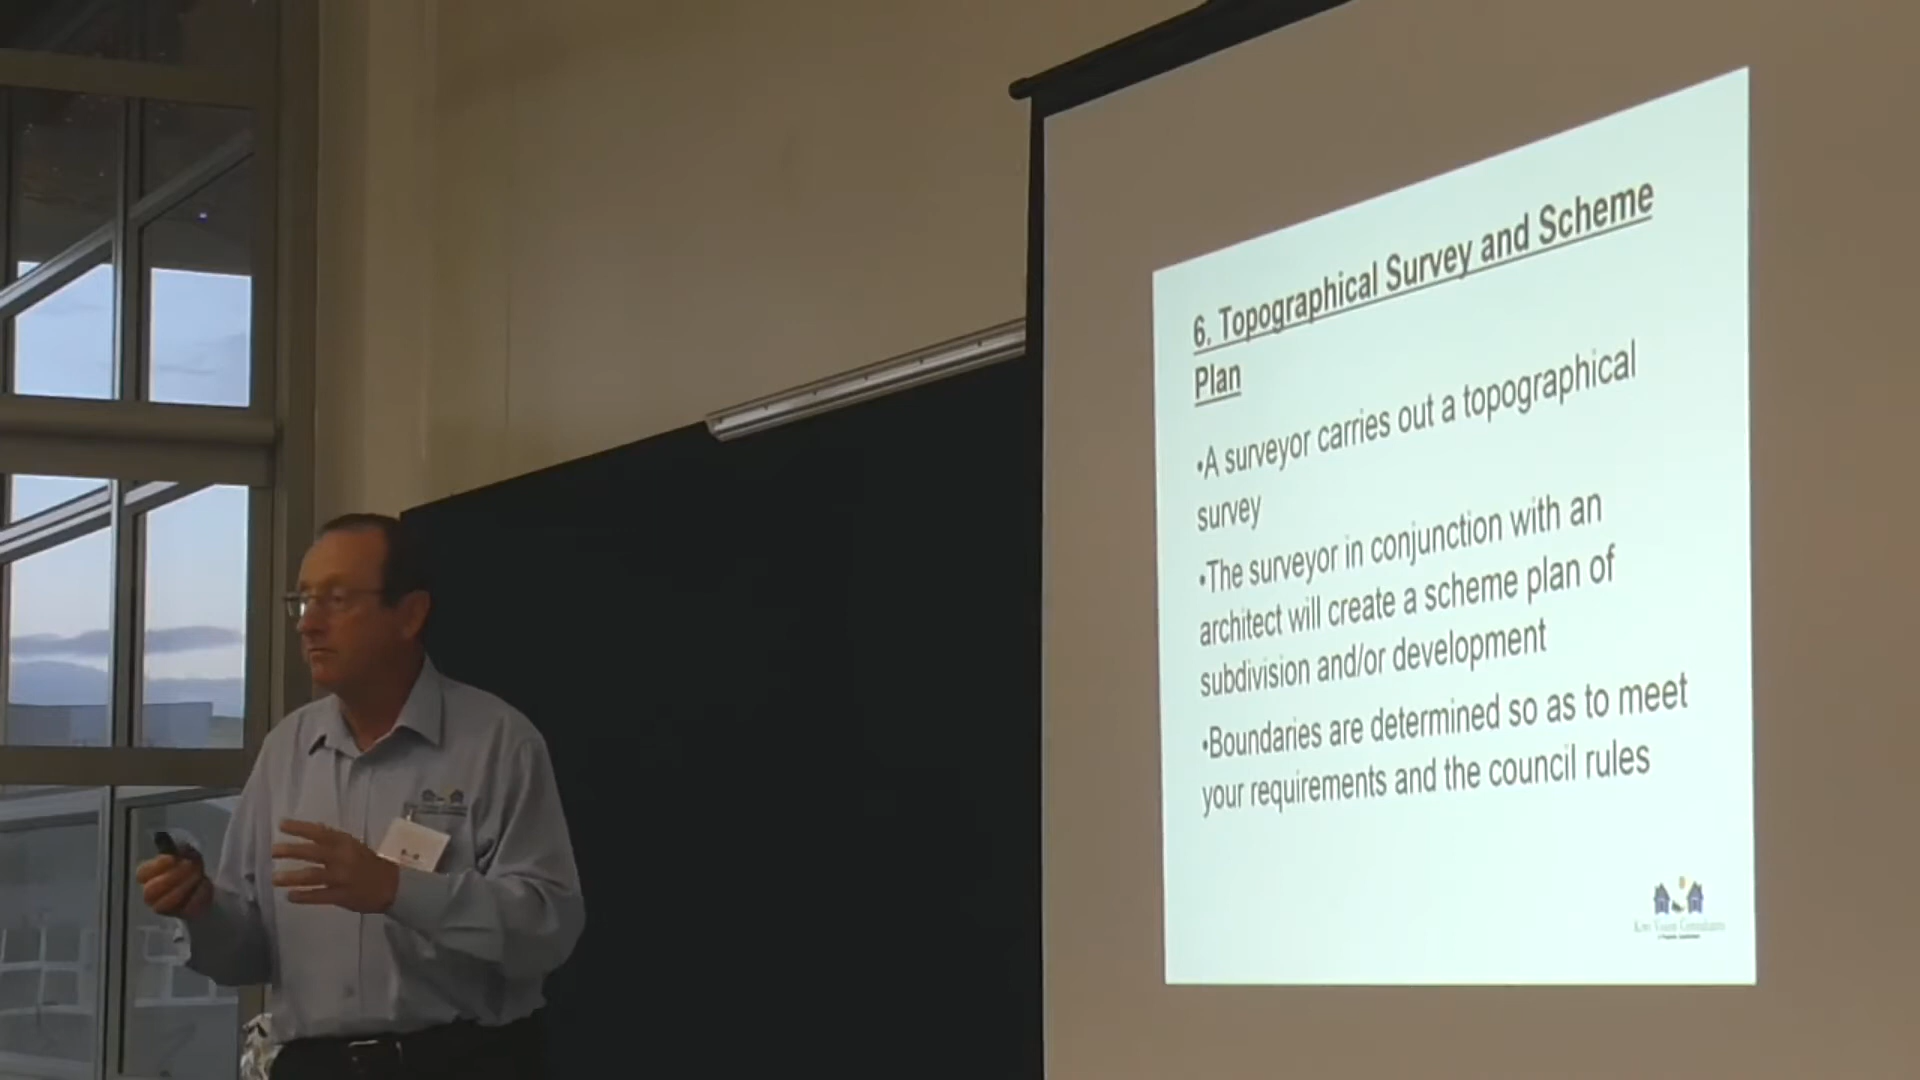 6. Topographical Survey and Scheme
Plan
•A surveyor carries out a topographical
survey
•The surveyor in conjunction with an
architect will create a scheme plan of
subdivision and/or development
•Boundaries are determined so as to meet
your requirements and the council rules